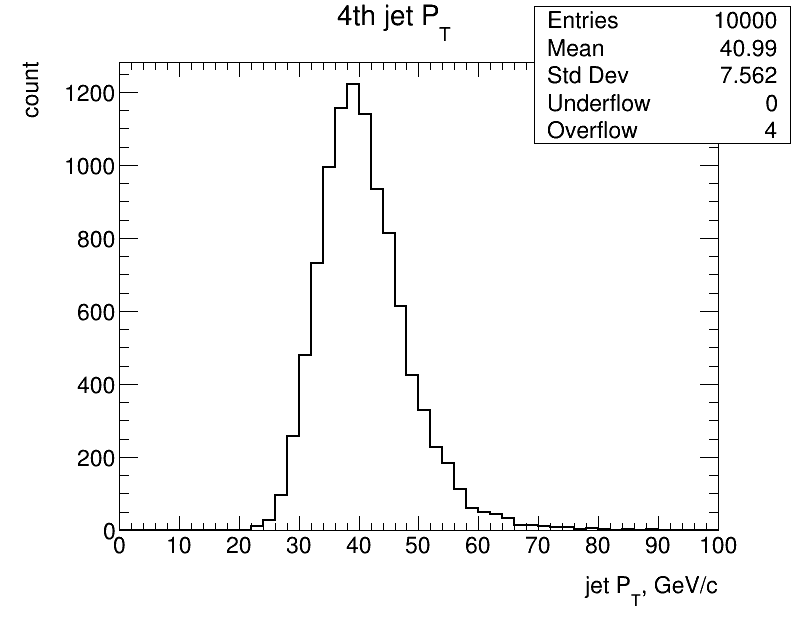 4th jet P_T
Entries 10000
Mean 40.99
Std Dev 7.562
Underflow 0
Overflow 4
count
1200
1000
800
600
400
200
0
0 10 20 30 40 50 60 70 80 90 100
jet P_T, GeV/c